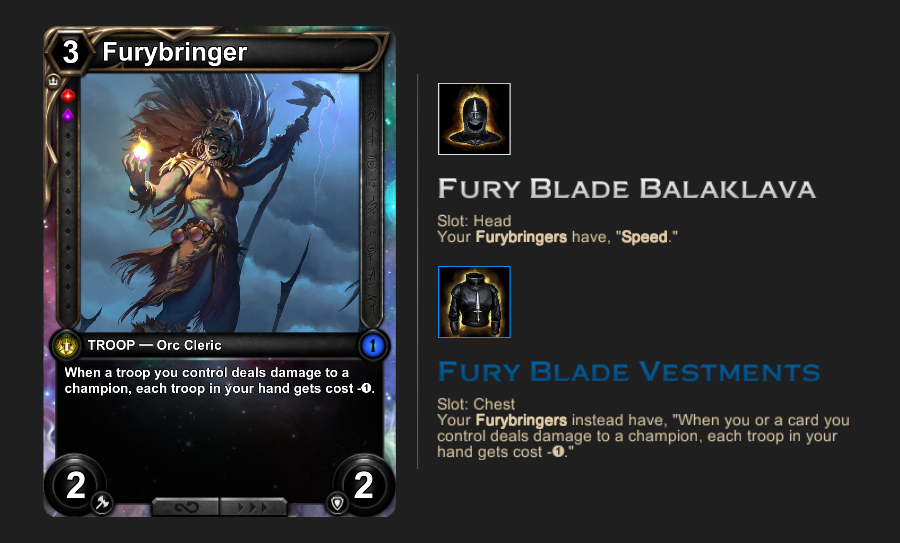 3 Furybringer
TROOP — Orc Cleric 1
When a troop you control deals damage to a
champion, each troop in your hand gets cost -❶.
2 2
FURY BLADE BALAKLAVA
Slot: Head
Your Furybringers have, "Speed."
FURY BLADE VESTMENTS
Slot: Chest
Your Furybringers instead have, "When you or a card you
control deals damage to a champion, each troop in your
hand gets cost -❶."